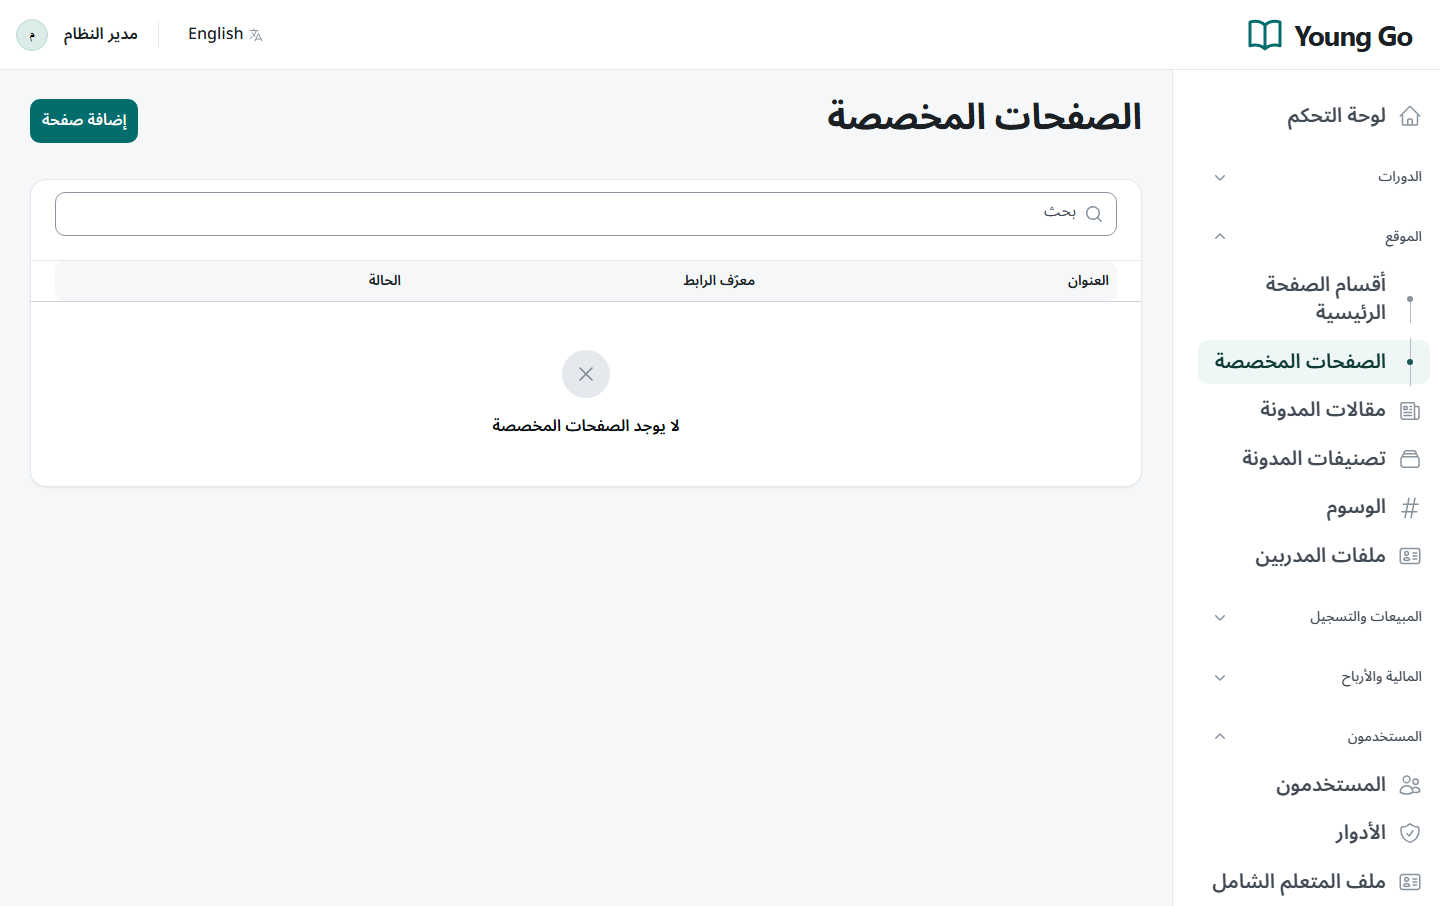 Young Go
English
مدير النظام
م
لوحة التحكم
الدورات
الموقع
أقسام الصفحة
الرئيسية
الصفحات المخصصة
مقالات المدونة
تصنيفات المدونة
الوسوم
ملفات المدربين
المبيعات والتسجيل
المالية والأرباح
المستخدمون
المستخدمون
الأدوار
ملف المتعلم الشامل
الصفحات المخصصة
إضافة صفحة
بحث
العنوان
معرّف الرابط
الحالة
لا يوجد الصفحات المخصصة